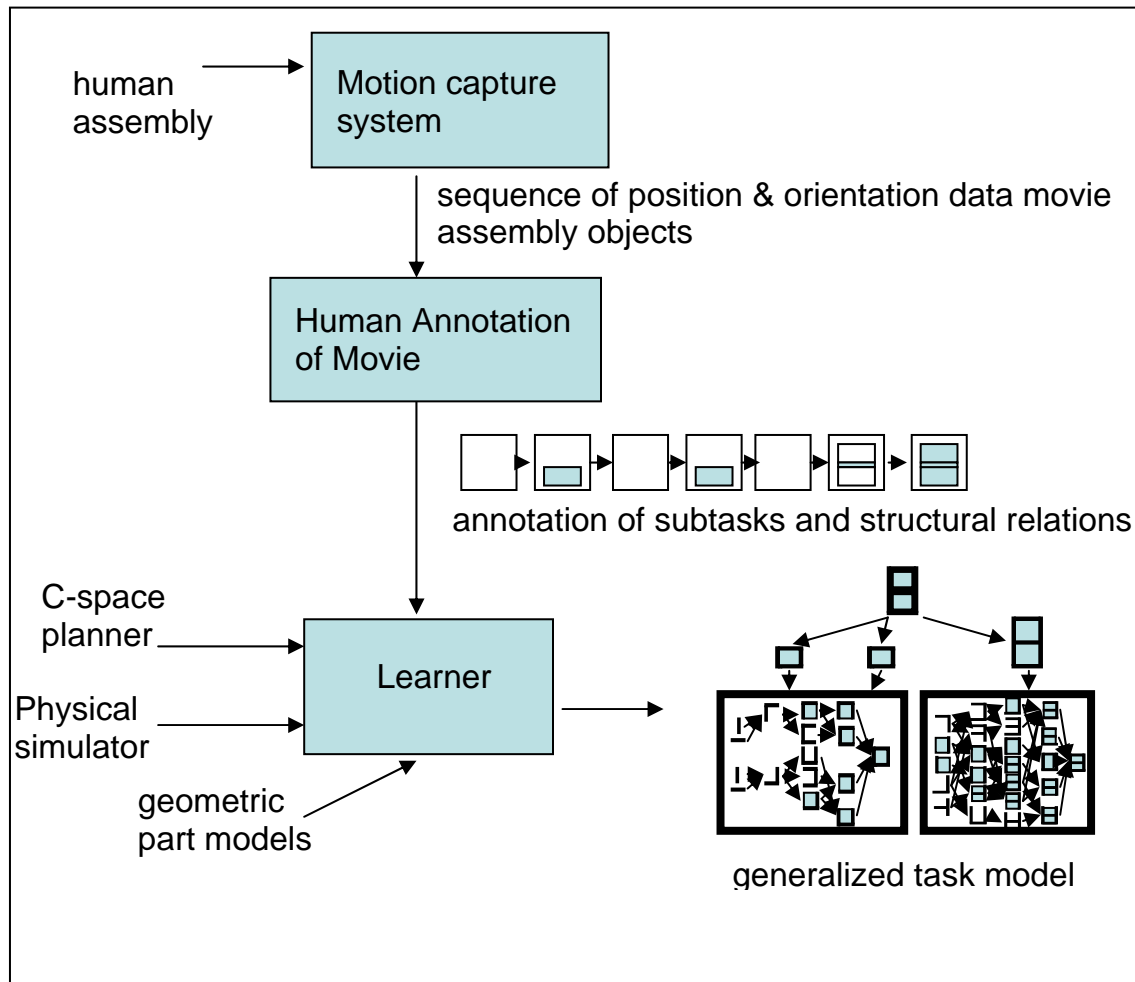 human
assembly
Motion capture
system
sequence of position & orientation data movie
assembly objects
Human Annotation
of Movie
annotation of subtasks and structural relations
C-space
planner
Learner
Physical
simulator
geometric
part models
generalized task model